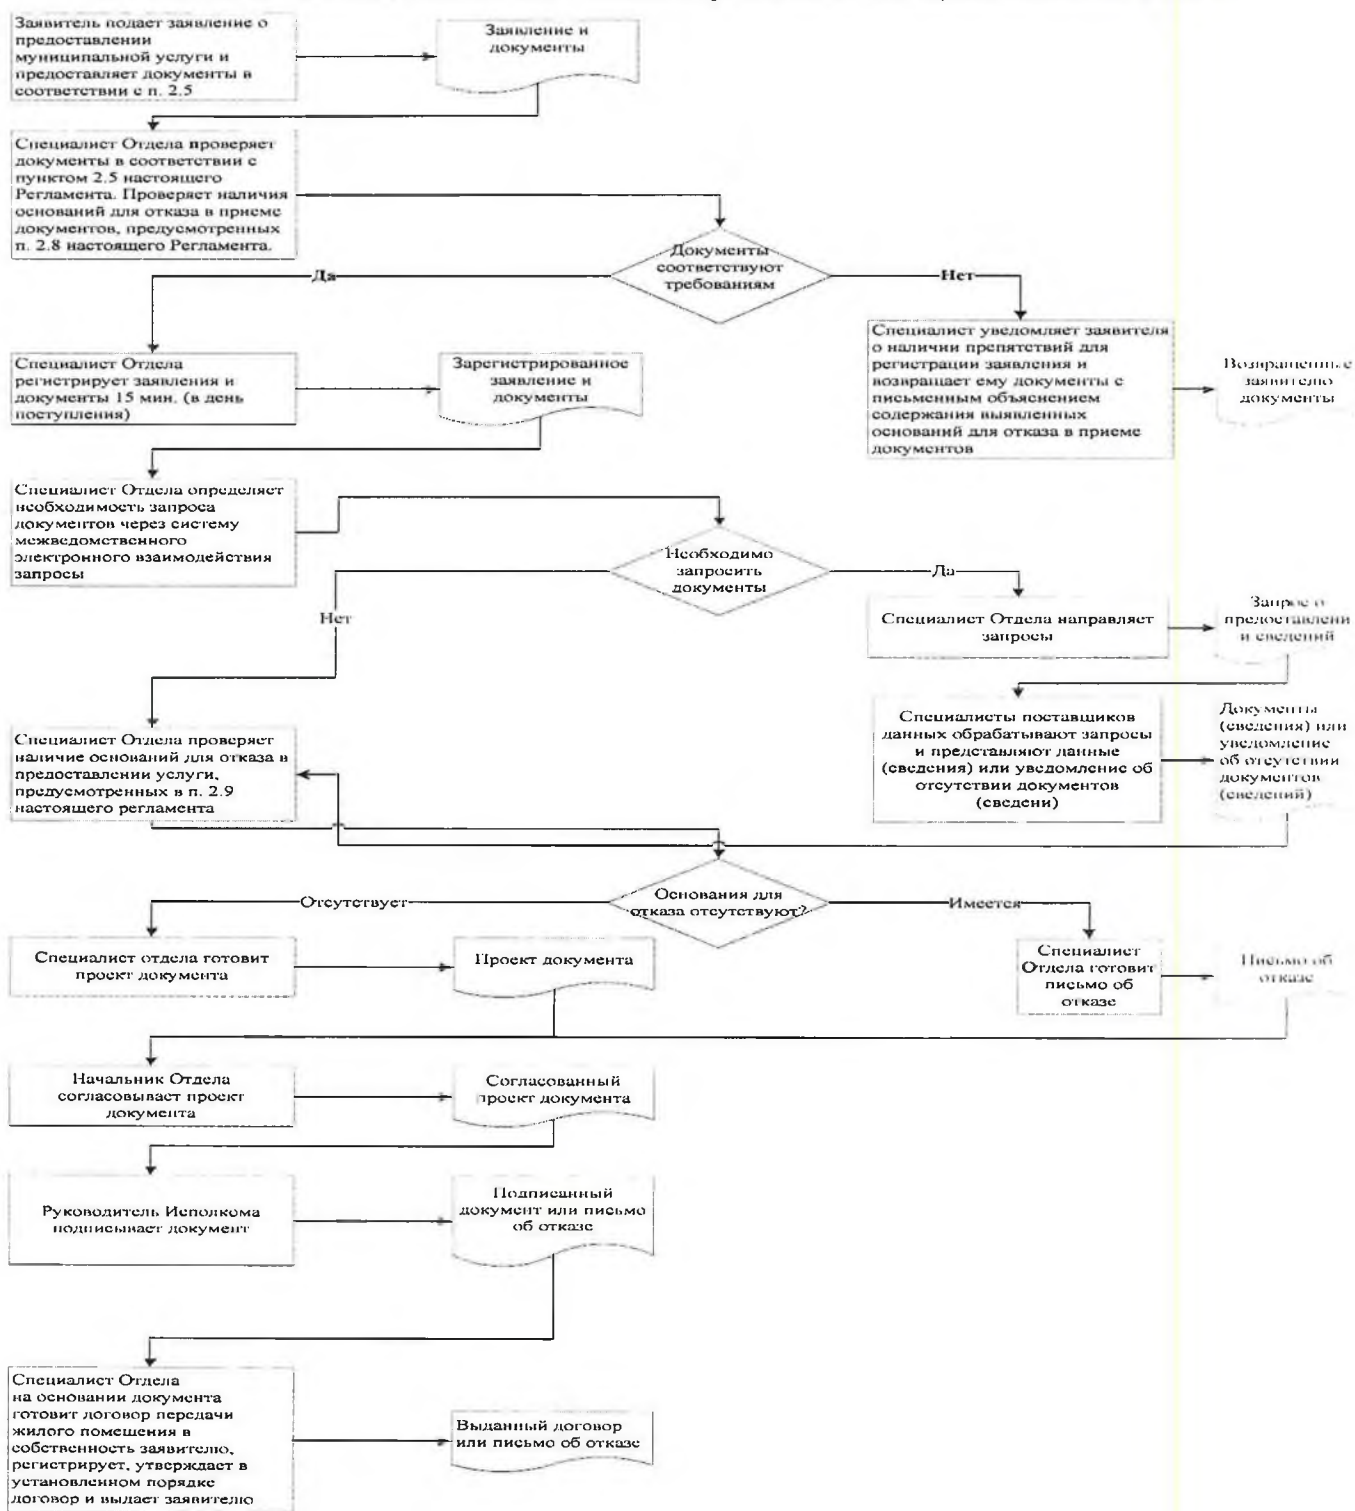 Заявитель подает заявление о
предоставлении
муниципальной услуги и
предоставляет документы в
соответствии с п. 2.5
Заявление и
документы
Специалист Отдела проверяет
документы в соответствии с
пунктом 2.5 настоящего
Регламента. Проверяет наличия
оснований для отказа в приеме
документов, предусмотренных
п. 2.8 настоящего Регламента.
Документы
соответствуют
требованиям
Да
Нет
Специалист Отдела
регистрирует заявления и
документы 15 мин. (в день
поступления)
Зарегистрированное
заявление и
документы
Специалист уведомляет заявителя
о наличии препятствий для
регистрации заявления и
возвращает ему документы с
письменным объяснением
содержания выявленных
оснований для отказа в приеме
документов
Возвращенные
заявителю
документы
Специалист Отдела определяет
необходимость запроса
документов через систему
межведомственного
электронного взаимодействия
запросы
Необходимо
запросить
документы
Да
Нет
Специалист Отдела направляет
запросы
Запрос о
предоставлени
и сведений
Специалисты поставщиков
данных обрабатывают запросы
и представляют данные
(сведения) или уведомление об
отсутствии документов
(сведени)
Документы
(сведения) или
уведомление
об отсутствии
документов
(сведений)
Специалист Отдела проверяет
наличие оснований для отказа в
предоставлении услуги,
предусмотренных в п. 2.9
настоящего регламента
Основания для
отказа отсутствуют?
Отсутствует
Имеется
Специалист отдела готовит
проект документа
Проект документа
Специалист
Отдела готовит
письмо об
отказе
Письмо об
отказе
Начальник Отдела
согласовывает проект
документа
Согласованный
проект документа
Руководитель Исполкома
подписывает документ
Подписанный
документ или письмо
об отказе
Специалист Отдела
на основании документа
готовит договор передачи
жилого помещения в
собственность заявителю,
регистрирует, утверждает в
установленном порядке
договор и выдает заявителю
Выданный договор
или письмо об отказе